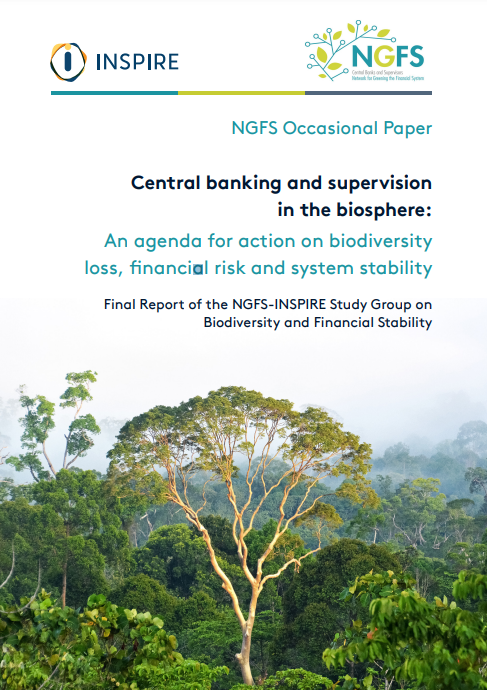 INSPIRE
NGFS
Central Banks and Supervisors
Network for Greening the Financial System
NGFS Occasional Paper
Central banking and supervision
in the biosphere:
An agenda for action on biodiversity
loss, financial risk and system stability
Final Report of the NGFS-INSPIRE Study Group on
Biodiversity and Financial Stability